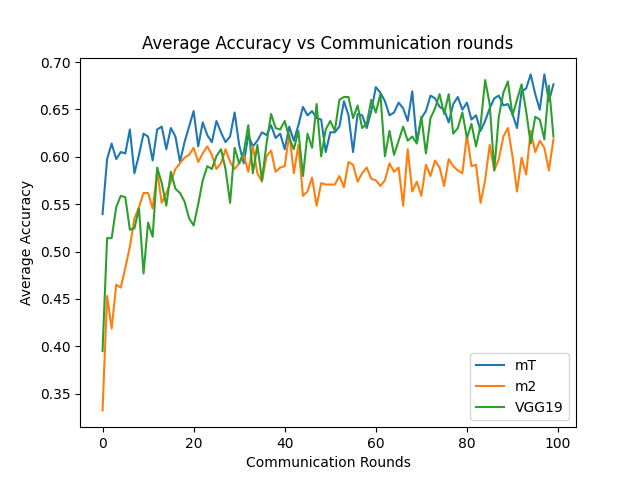 Average Accuracy vs Communication rounds
Average Accuracy
0.70
0.65
0.60
0.55
0.50
0.45
0.40
0.35
0
20
40
60
80
100
Communication Rounds
mT
m2
VGG19